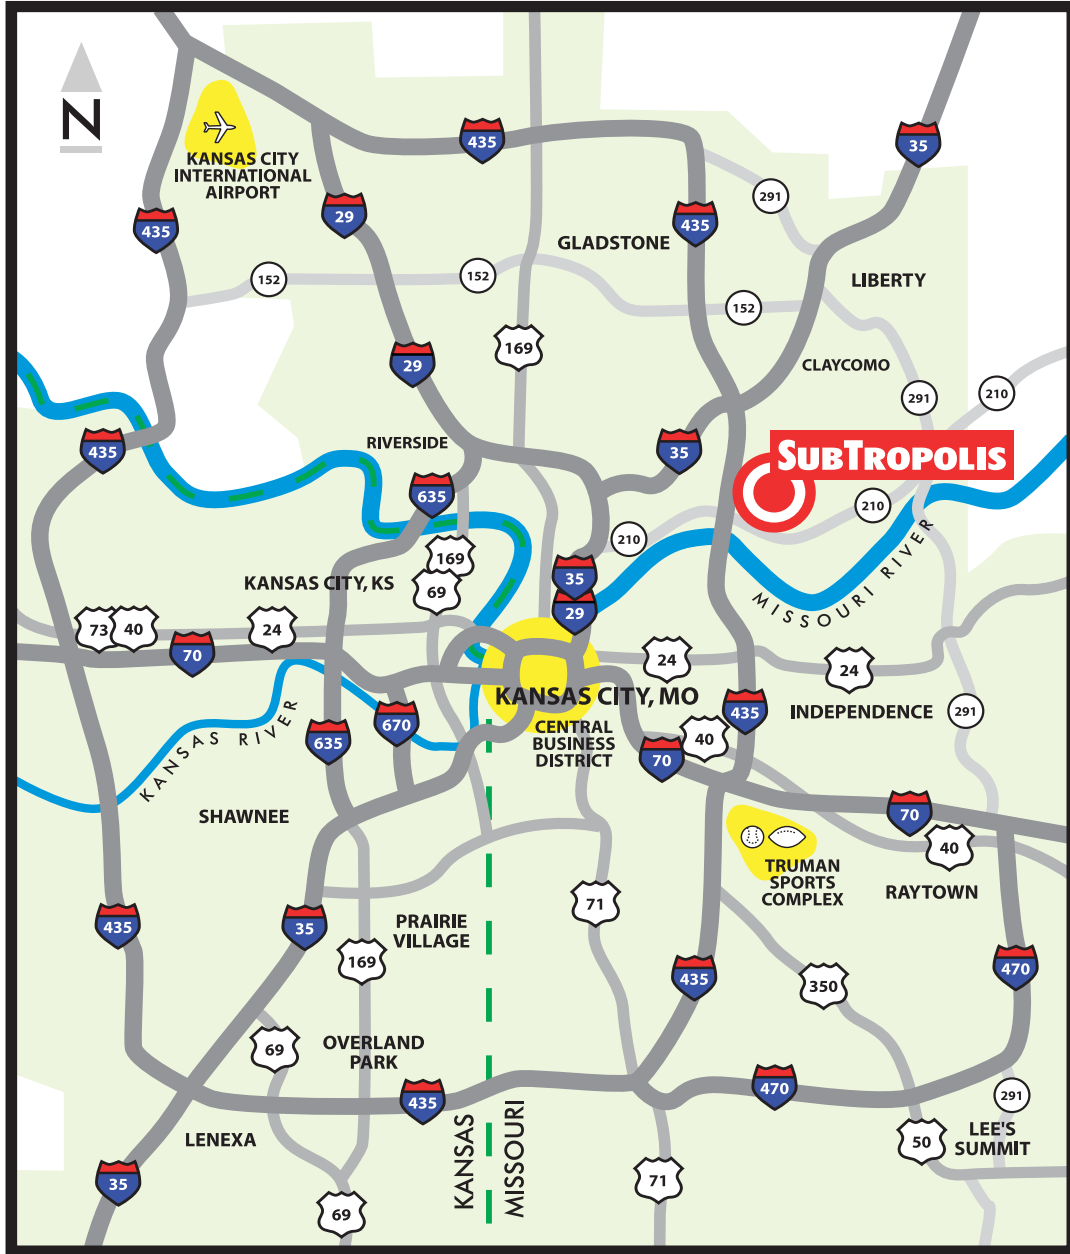 N
KANSAS CITY
INTERNATIONAL
AIRPORT
435
35
29
435
291
435
GLADSTONE
152
152
LIBERTY
152
169
29
CLAYCOMO
291
210
RIVERSIDE
435
35
SUBTROPOLIS
635
210
210
169
KANSAS CITY, KS
69
35
29
MISSOURI RIVER
73
40
24
70
24
24
KANSAS CITY, MO
CENTRAL
BUSINESS
DISTRICT
435
INDEPENDENCE
291
KANSAS RIVER
635
670
40
70
SHAWNEE
70
40
TRUMAN
SPORTS
COMPLEX
RAYTOWN
435
35
PRAIRIE
VILLAGE
71
169
435
350
470
69
OVERLAND
PARK
435
470
291
LENEXA
KANSAS
MISSOURI
50
LEE'S
SUMMIT
35
71
69